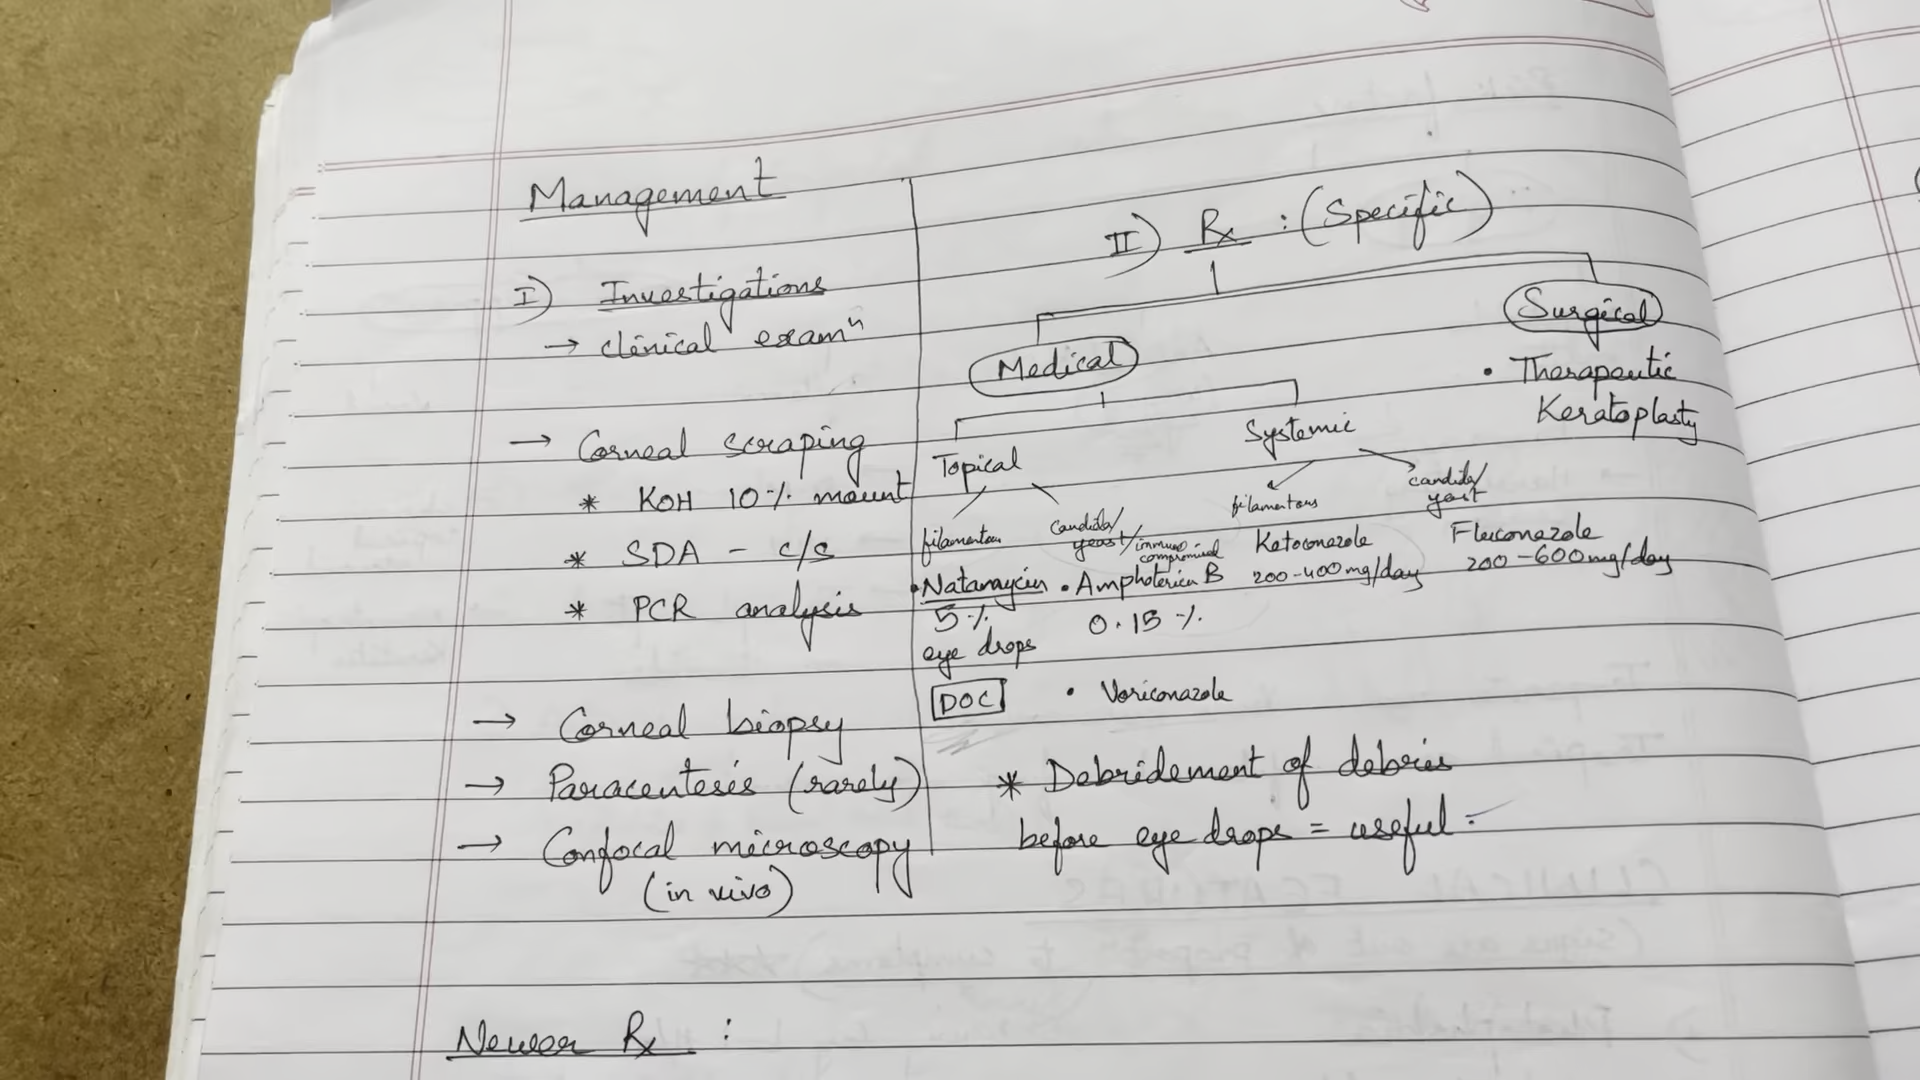 Management
I) Investigations
→ clinical examⁿ
→ Corneal scraping
* KOH 10% mount
* SDA - c/s
* PCR analysis
→ Corneal biopsy
→ Paracentesis (rarely)
→ Confocal microscopy
(in vivo)
II) Rx : (Specific)
Medical
Surgical
• Therapeutic
Keratoplasty
Topical
Systemic
filamentous
candida/
yeast/immuno
compromised
filamentous
candida/
yeast
• Natamycin
5%
eye drops
DOC
• Amphotericin B
0.15 %
• Voriconazole
Ketoconazole
200-400mg/day
Fluconazole
200-600mg/day
* Debridement of debris
before eye drops = useful
Newer Rx :